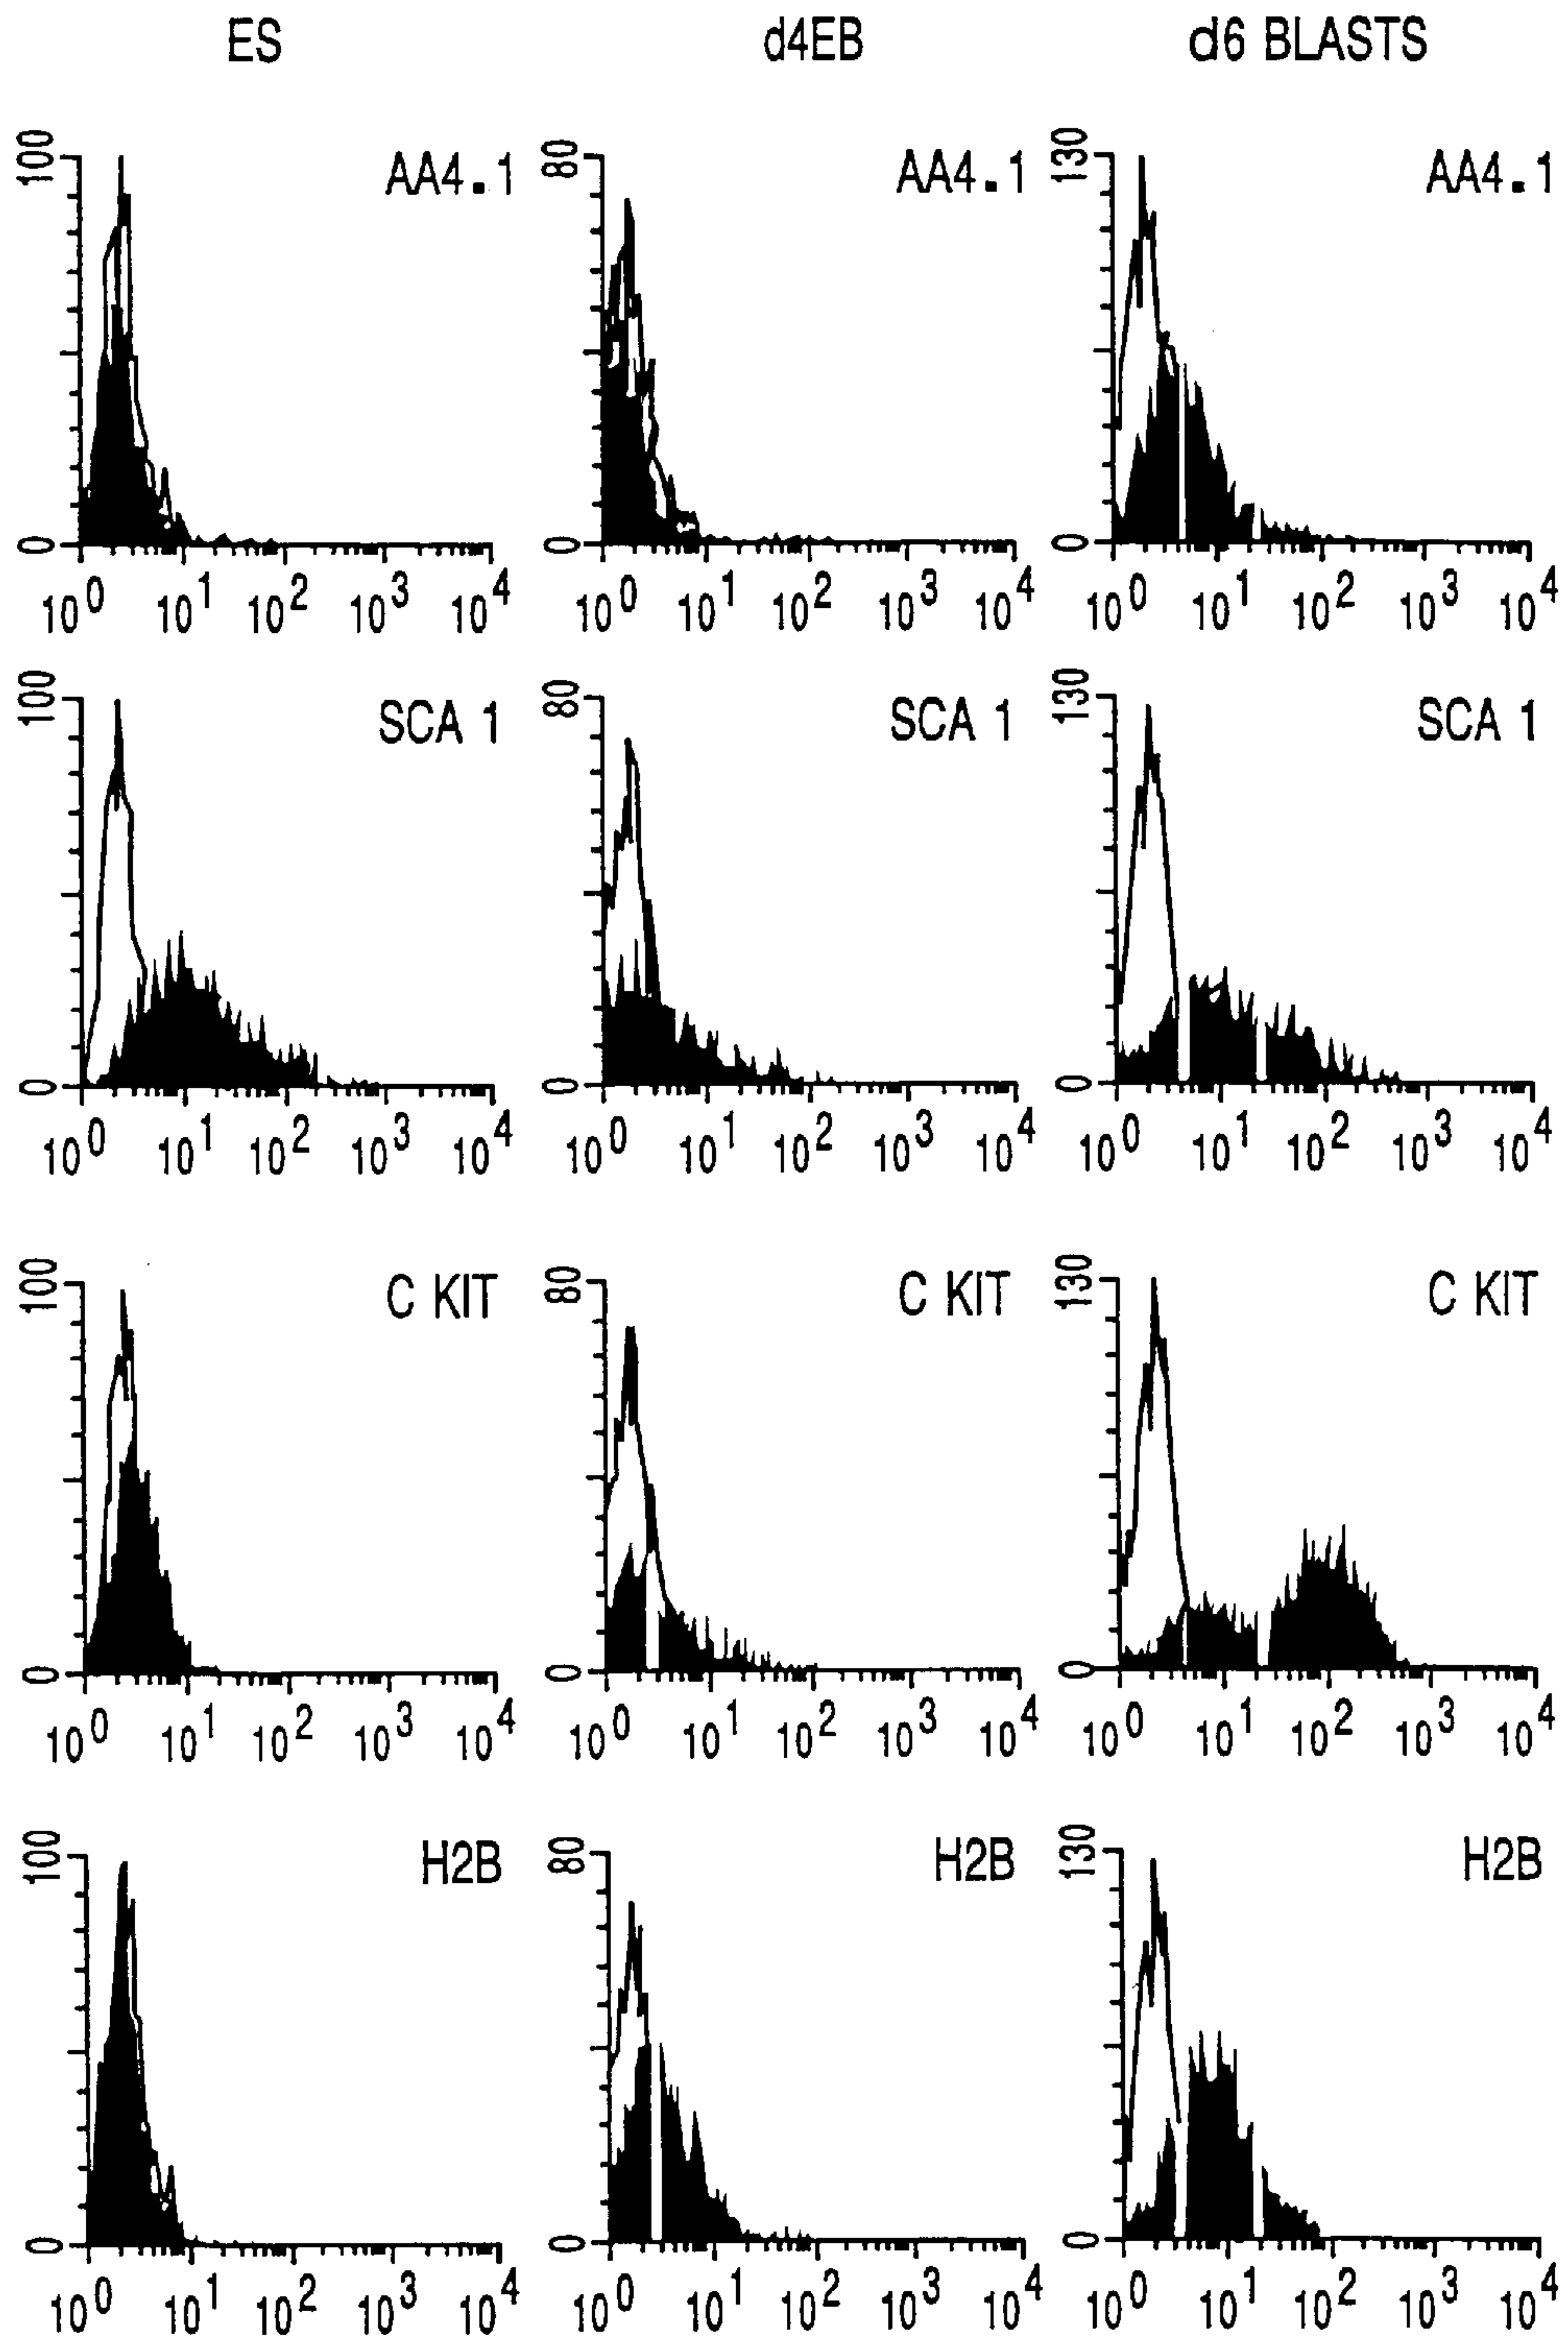 ES d4EB d6 BLASTS
100 AA4.1 80 AA4.1 130 AA4.1
0 0 0
10^0 10^1 10^2 10^3 10^4 10^0 10^1 10^2 10^3 10^4 10^0 10^1 10^2 10^3 10^4
100 SCA 1 80 SCA 1 130 SCA 1
0 0 0
10^0 10^1 10^2 10^3 10^4 10^0 10^1 10^2 10^3 10^4 10^0 10^1 10^2 10^3 10^4
100 C KIT 80 C KIT 130 C KIT
0 0 0
10^0 10^1 10^2 10^3 10^4 10^0 10^1 10^2 10^3 10^4 10^0 10^1 10^2 10^3 10^4
100 H2B 80 H2B 130 H2B
0 0 0
10^0 10^1 10^2 10^3 10^4 10^0 10^1 10^2 10^3 10^4 10^0 10^1 10^2 10^3 10^4